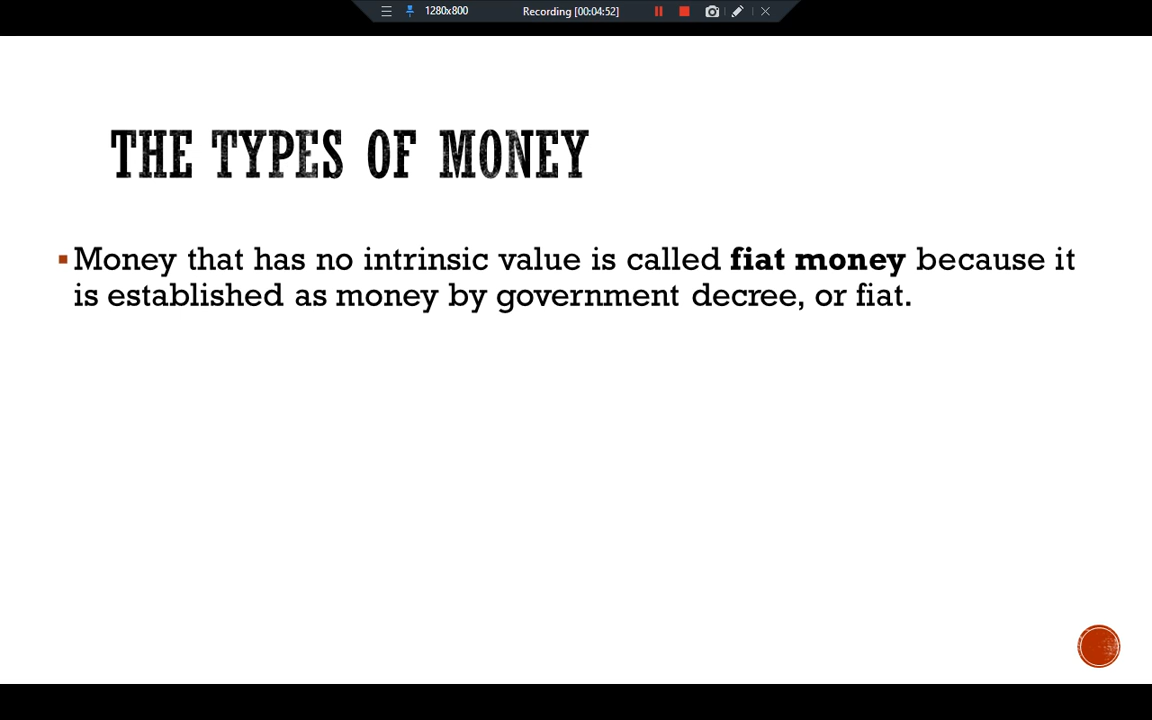 1280x800 Recording [00:04:52]
THE TYPES OF MONEY
▪Money that has no intrinsic value is called fiat money because it
is established as money by government decree, or fiat.